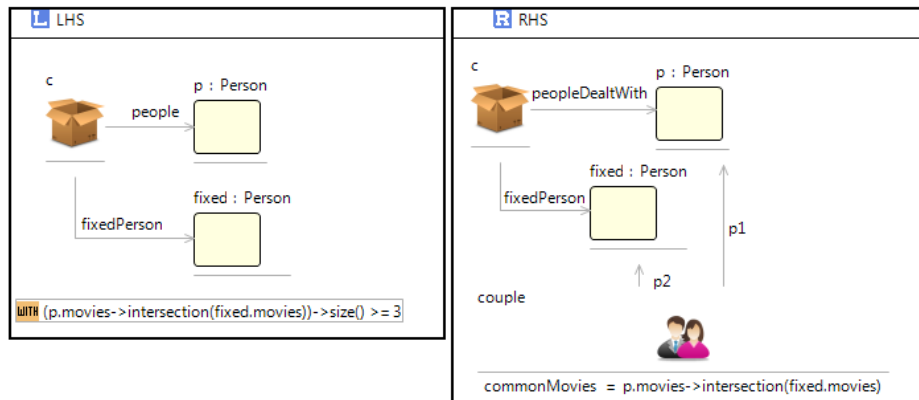 L LHS
c
p : Person
people
fixed : Person
fixedPerson
WITH (p.movies->intersection(fixed.movies))->size() >= 3
R RHS
c
p : Person
peopleDealtWith
fixed : Person
fixedPerson
p1
p2
couple
commonMovies = p.movies->intersection(fixed.movies)